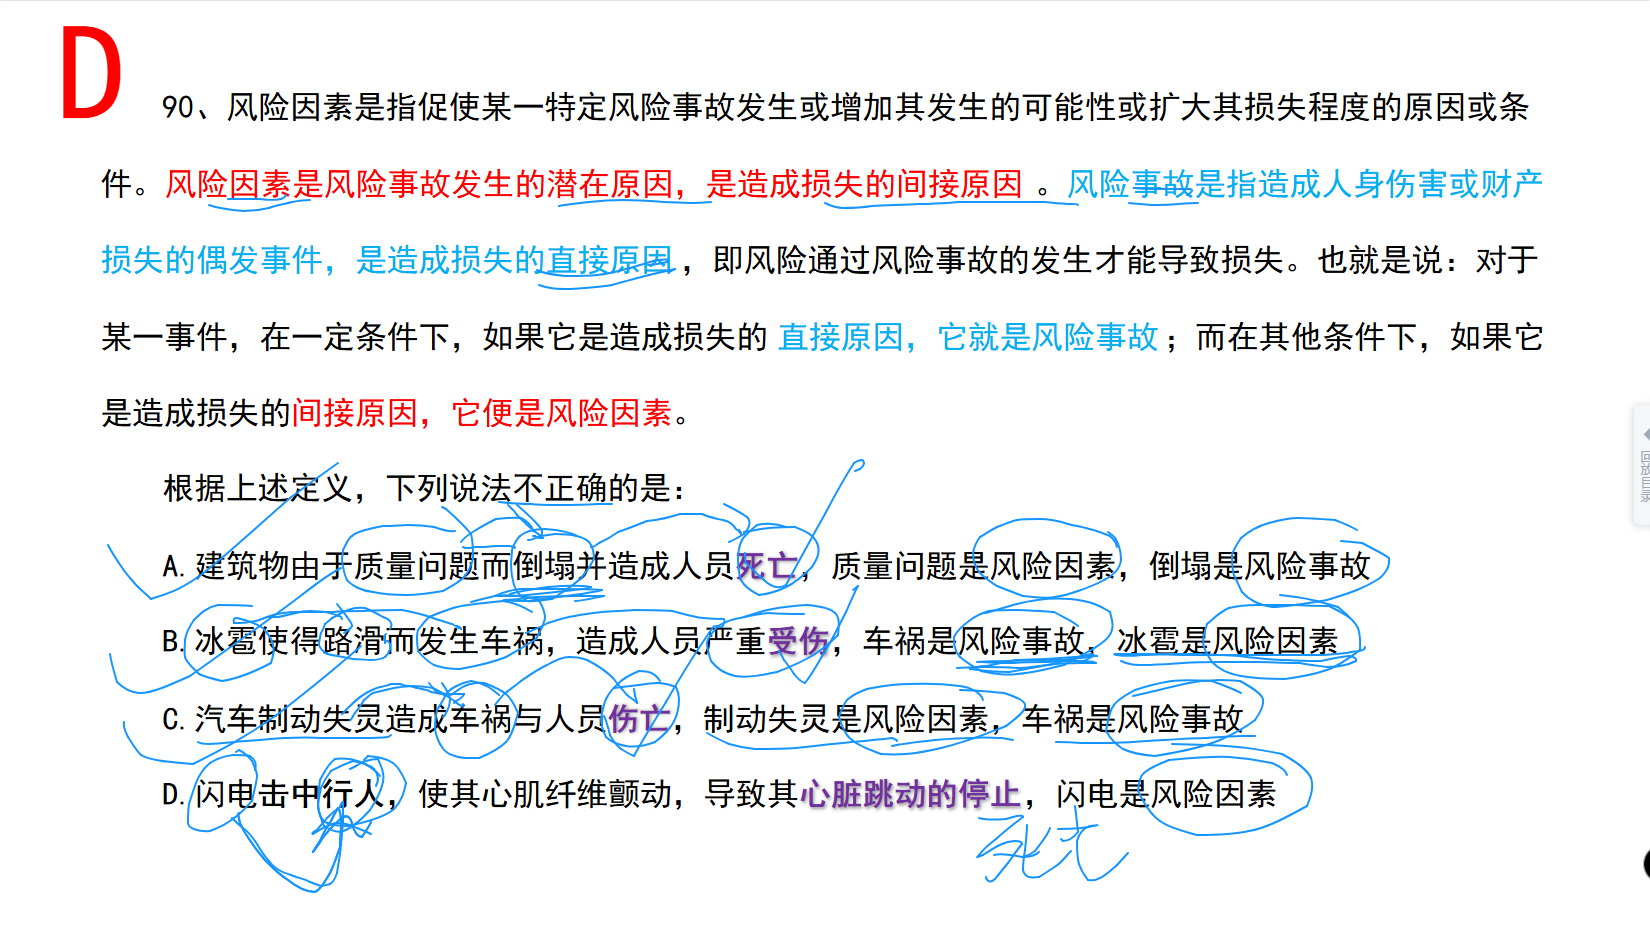 D
90、风险因素是指促使某一特定风险事故发生或增加其发生的可能性或扩大其损失程度的原因或条
件。风险因素是风险事故发生的潜在原因，是造成损失的间接原因 。风险事故是指造成人身伤害或财产
损失的偶发事件，是造成损失的直接原因 ，即风险通过风险事故的发生才能导致损失。也就是说：对于
某一事件，在一定条件下，如果它是造成损失的 直接原因，它就是风险事故 ；而在其他条件下，如果它
是造成损失的间接原因，它便是风险因素。
根据上述定义，下列说法不正确的是：
A. 建筑物由于质量问题而倒塌并造成人员死亡，质量问题是风险因素，倒塌是风险事故
B. 冰雹使得路滑而发生车祸，造成人员严重受伤，车祸是风险事故，冰雹是风险因素
C. 汽车制动失灵造成车祸与人员伤亡，制动失灵是风险因素，车祸是风险事故
D. 闪电击中行人，使其心肌纤维颤动，导致其心脏跳动的停止，闪电是风险因素
死亡
回放目录